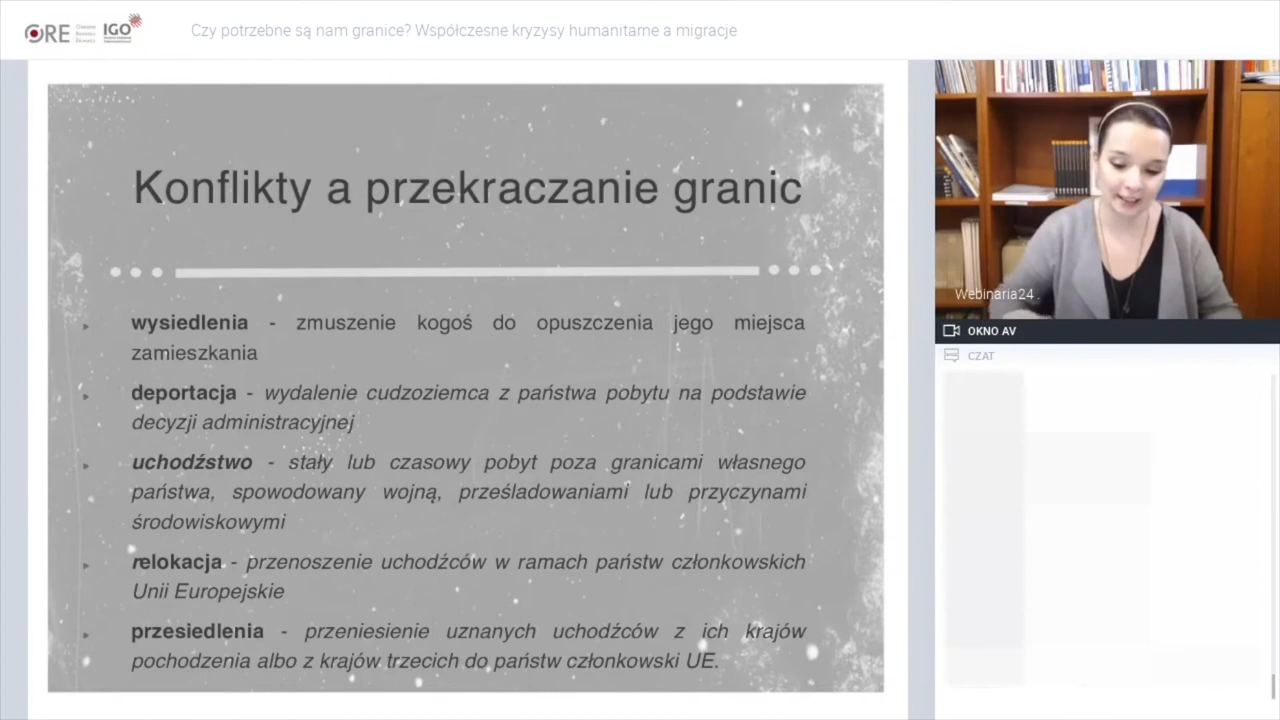 ORE
IGO
Czy potrzebne są nam granice? Współczesne kryzysy humanitarne a migracje
Konflikty a przekraczanie granic
wysiedlenia - zmuszenie kogoś do opuszczenia jego miejsca
zamieszkania
deportacja - wydalenie cudzoziemca z państwa pobytu na podstawie
decyzji administracyjnej
uchodźstwo - stały lub czasowy pobyt poza granicami własnego
państwa, spowodowany wojną, prześladowaniami lub przyczynami
środowiskowymi
relokacja - przenoszenie uchodźców w ramach państw członkowskich
Unii Europejskie
przesiedlenia - przeniesienie uznanych uchodźców z ich krajów
pochodzenia albo z krajów trzecich do państw członkowski UE.
Webinaria24 .
OKNO AV
CZAT